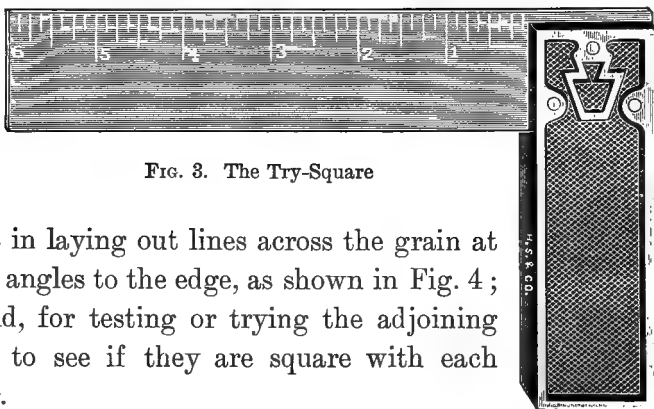 6 5 4 3 2 1
FIG. 3. The Try-Square
H.S. & CO.
in laying out lines across the grain at
angles to the edge, as shown in Fig. 4;
for testing or trying the adjoining
to see if they are square with each